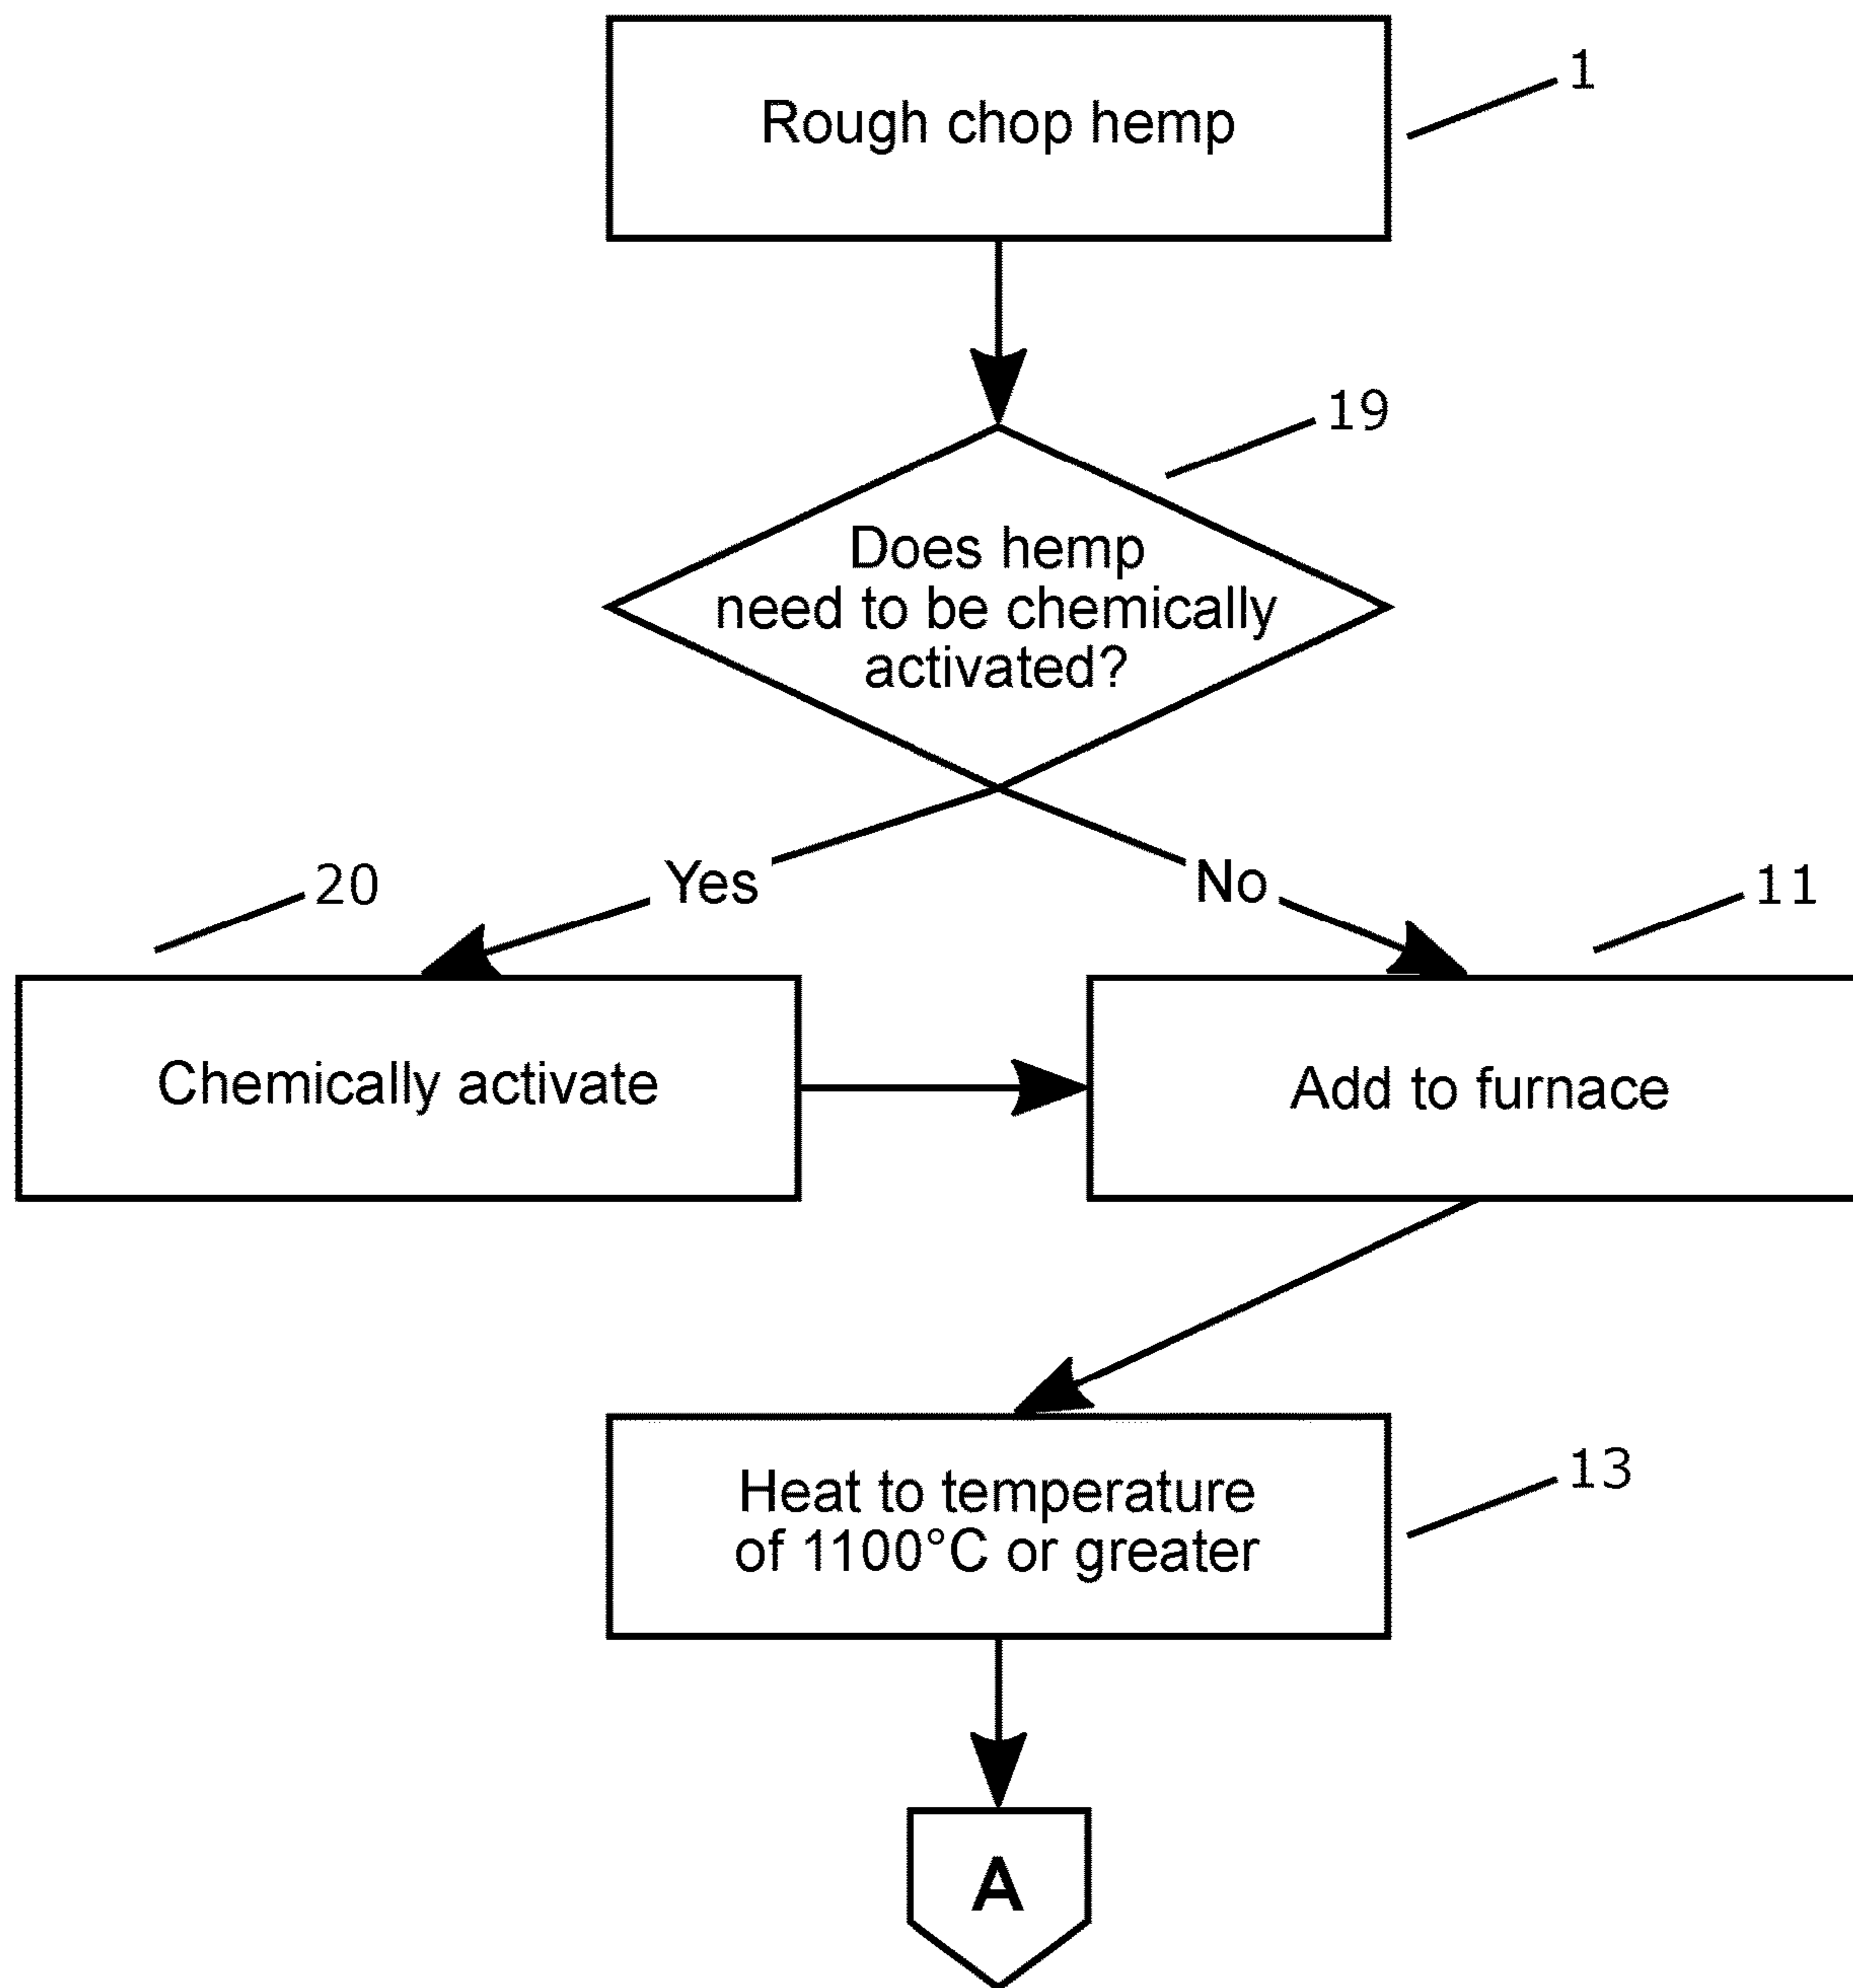 Rough chop hemp
1
19
Does hemp
need to be chemically
activated?
20
Yes
No
11
Chemically activate
Add to furnace
Heat to temperature
of 1100°C or greater
13
A